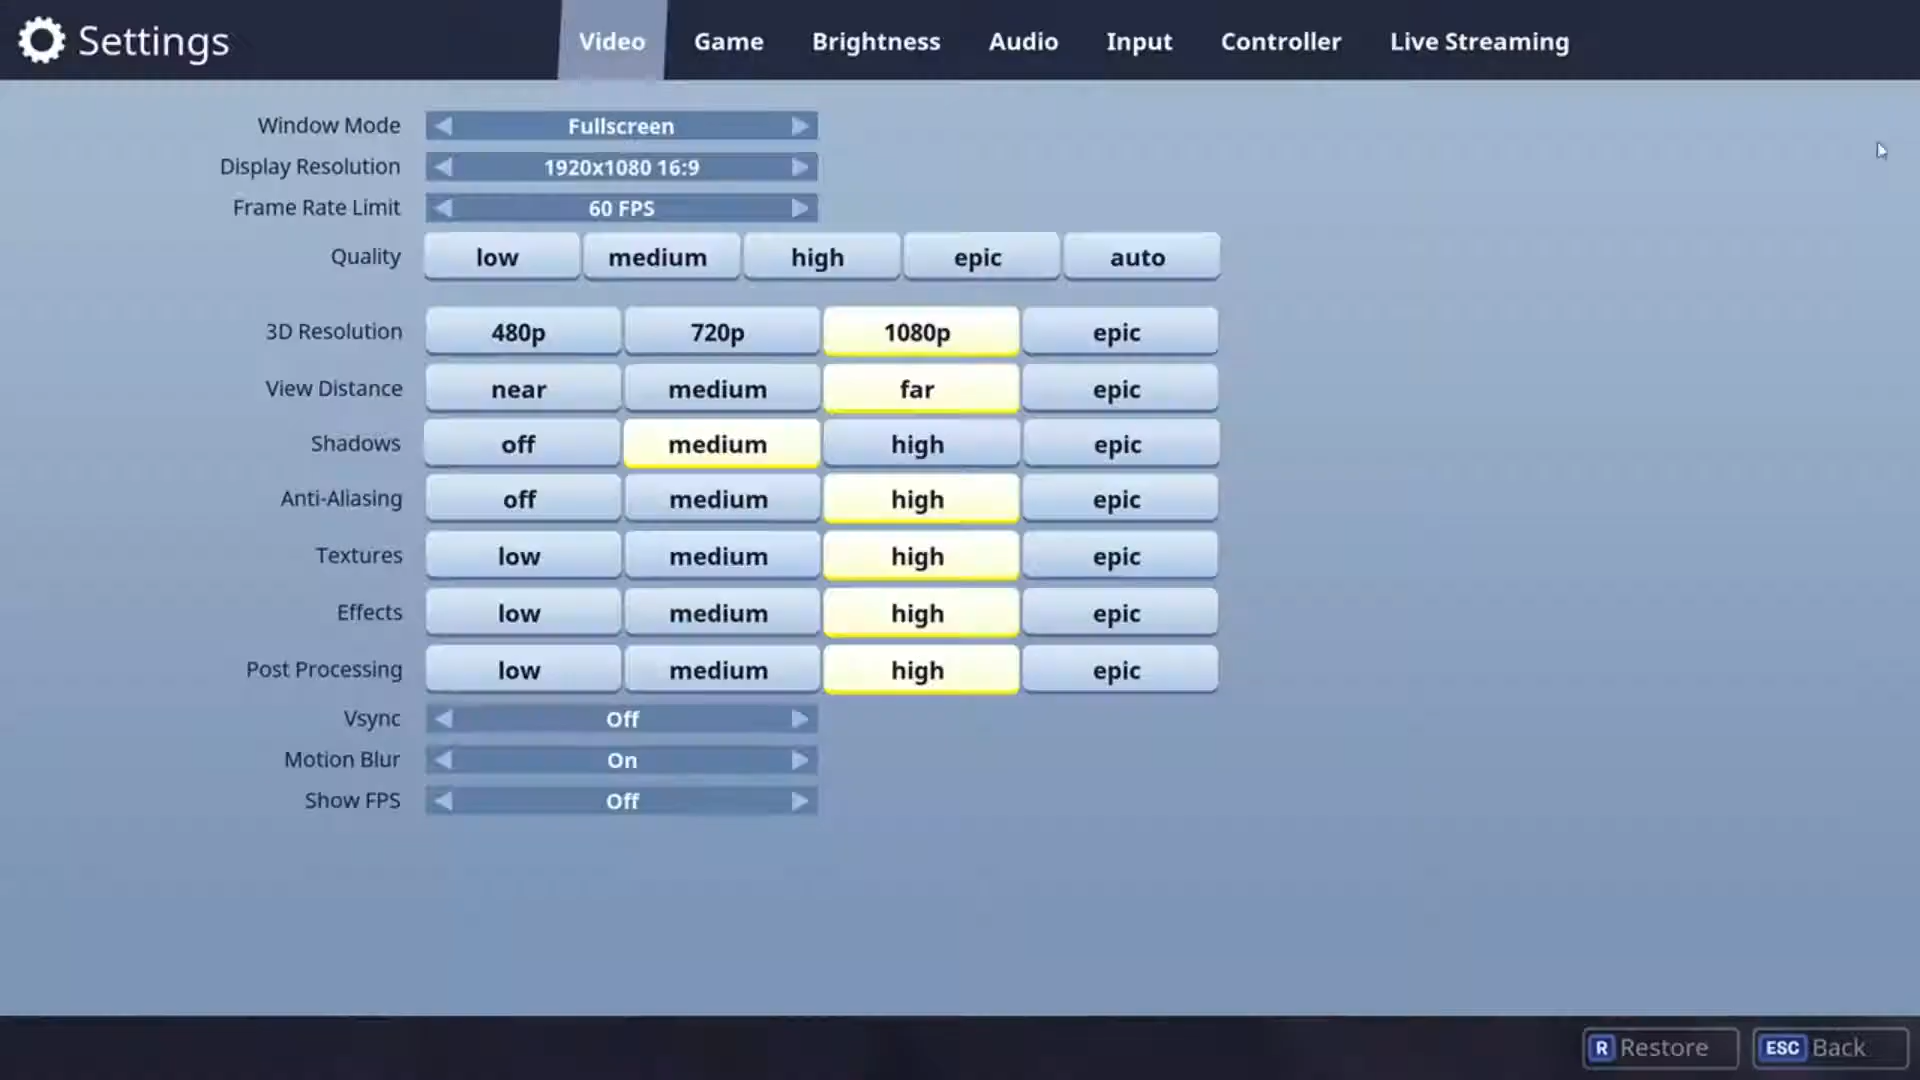 Settings Video Game Brightness Audio Input Controller Live Streaming
Window Mode Fullscreen
Display Resolution 1920x1080 16:9
Frame Rate Limit 60 FPS
Quality low medium high epic auto
3D Resolution 480p 720p 1080p epic
View Distance near medium far epic
Shadows off medium high epic
Anti-Aliasing off medium high epic
Textures low medium high epic
Effects low medium high epic
Post Processing low medium high epic
Vsync Off
Motion Blur On
Show FPS Off
R Restore ESC Back